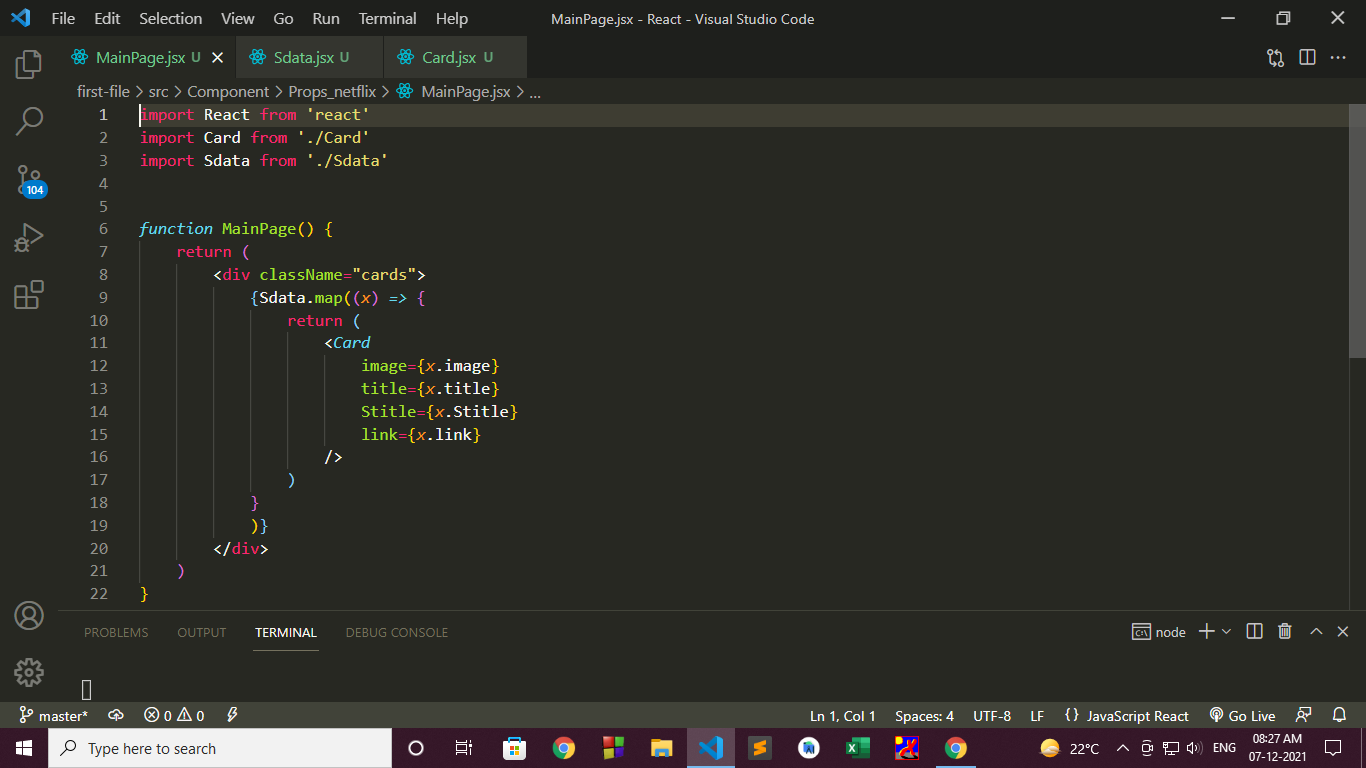 File Edit Selection View Go Run Terminal Help MainPage.jsx - React - Visual Studio Code
MainPage.jsx U Sdata.jsx U Card.jsx U
first-file > src > Component > Props_netflix > MainPage.jsx > ...
1 import React from 'react'
2 import Card from './Card'
3 import Sdata from './Sdata'
4
5
6 function MainPage() {
7 return (
8 <div className="cards">
9 {Sdata.map((x) => {
10 return (
11 <Card
12 image={x.image}
13 title={x.title}
14 Stitle={x.Stitle}
15 link={x.link}
16 />
17 )
18 }
19 )}
20 </div>
21 )
22 }
104
PROBLEMS OUTPUT TERMINAL DEBUG CONSOLE node
master* 0 0 Ln 1, Col 1 Spaces: 4 UTF-8 LF {} JavaScript React Go Live
Type here to search 22°C ENG 08:27 AM
07-12-2021